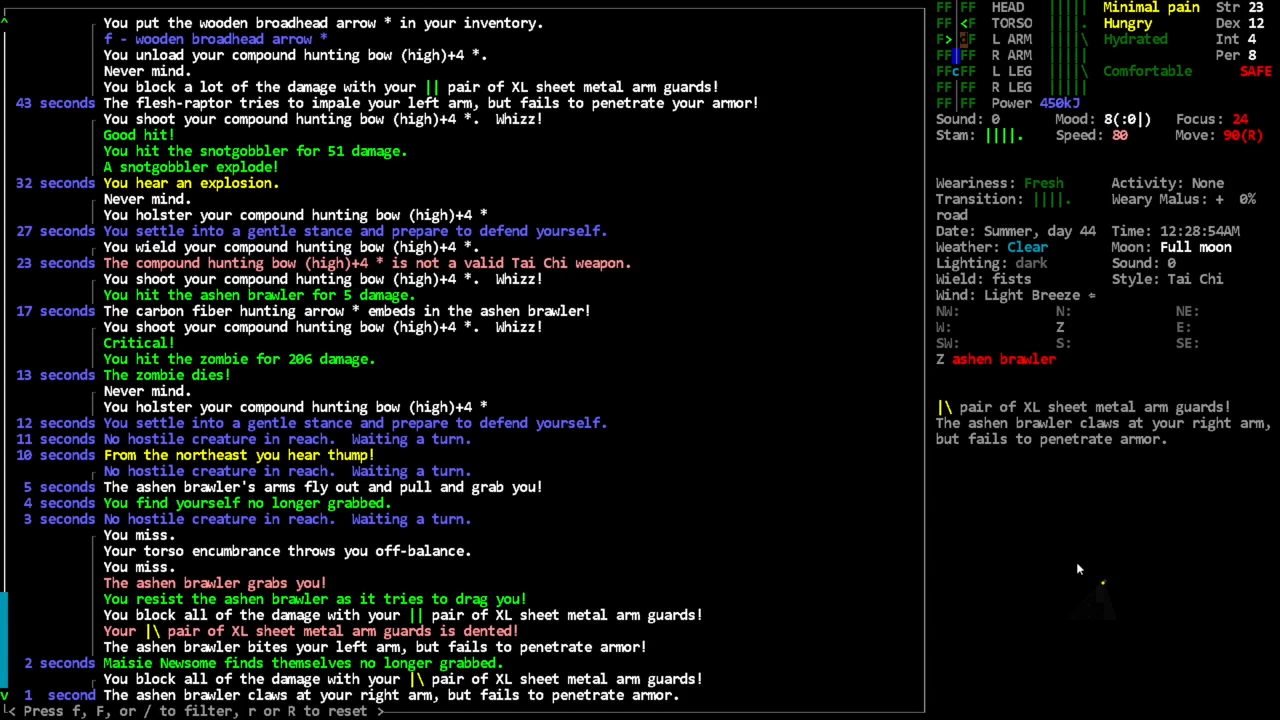 You put the wooden broadhead arrow * in your inventory.
f - wooden broadhead arrow *
You unload your compound hunting bow (high)+4 *.
Never mind.
You block a lot of the damage with your || pair of XL sheet metal arm guards!
43 seconds The flesh-raptor tries to impale your left arm, but fails to penetrate your armor!
You shoot your compound hunting bow (high)+4 *.  Whizz!
Good hit!
You hit the snotgobbler for 51 damage.
A snotgobbler explode!
32 seconds You hear an explosion.
Never mind.
You holster your compound hunting bow (high)+4 *
27 seconds You settle into a gentle stance and prepare to defend yourself.
You wield your compound hunting bow (high)+4 *.
23 seconds The compound hunting bow (high)+4 * is not a valid Tai Chi weapon.
You shoot your compound hunting bow (high)+4 *.  Whizz!
You hit the ashen brawler for 5 damage.
17 seconds The carbon fiber hunting arrow * embeds in the ashen brawler!
You shoot your compound hunting bow (high)+4 *.  Whizz!
Critical!
You hit the zombie for 206 damage.
13 seconds The zombie dies!
Never mind.
You holster your compound hunting bow (high)+4 *
12 seconds You settle into a gentle stance and prepare to defend yourself.
11 seconds No hostile creature in reach.  Waiting a turn.
10 seconds From the northeast you hear thump!
No hostile creature in reach.  Waiting a turn.
5 seconds The ashen brawler's arms fly out and pull and grab you!
4 seconds You find yourself no longer grabbed.
3 seconds No hostile creature in reach.  Waiting a turn.
You miss.
Your torso encumbrance throws you off-balance.
You miss.
The ashen brawler grabs you!
You resist the ashen brawler as it tries to drag you!
You block all of the damage with your || pair of XL sheet metal arm guards!
Your |\ pair of XL sheet metal arm guards is dented!
The ashen brawler bites your left arm, but fails to penetrate armor!
2 seconds Maisie Newsome finds themselves no longer grabbed.
You block all of the damage with your |\ pair of XL sheet metal arm guards!
1 second The ashen brawler claws at your right arm, but fails to penetrate armor.
< Press f, F, or / to filter, r or R to reset >
FF|FF HEAD ||||| Minimal pain Str 23
FF <F TORSO ||||| Hungry Dex 12
F> F L ARM ||||\ Hydrated Int 4
FF|FF R ARM ||||| Per 8
FFcFF L LEG ||||\ Comfortable SAFE
FF|FF R LEG |||||
FF|FF Power 450kJ
Sound: 0 Mood: 8(:0|) Focus: 24
Stam: ||||. Speed: 80 Move: 90(R)
Weariness: Fresh Activity: None
Transition: ||||. Weary Malus: + 0%
road
Date: Summer, day 44 Time: 12:28:54AM
Weather: Clear Moon: Full moon
Lighting: dark Sound: 0
Wield: fists Style: Tai Chi
Wind: Light Breeze ⇐
NW: N: NE:
W: Z E:
SW: S: SE:
Z ashen brawler
|\ pair of XL sheet metal arm guards!
The ashen brawler claws at your right arm,
but fails to penetrate armor.